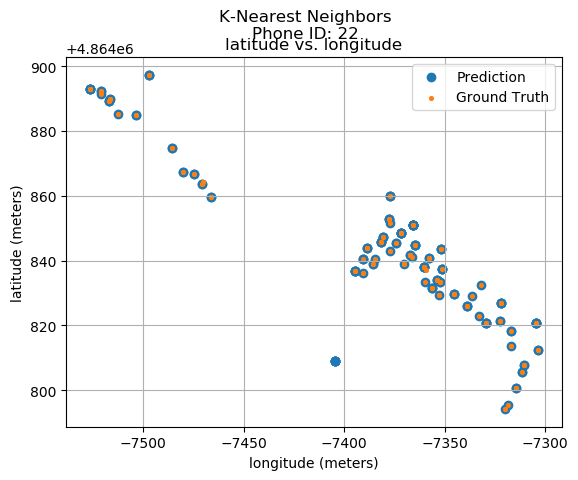 K-Nearest Neighbors
Phone ID: 22
latitude vs. longitude
+4.864e6
900
880
860
840
820
800
latitude (meters)
Prediction
Ground Truth
−7500
−7450
−7400
−7350
−7300
longitude (meters)